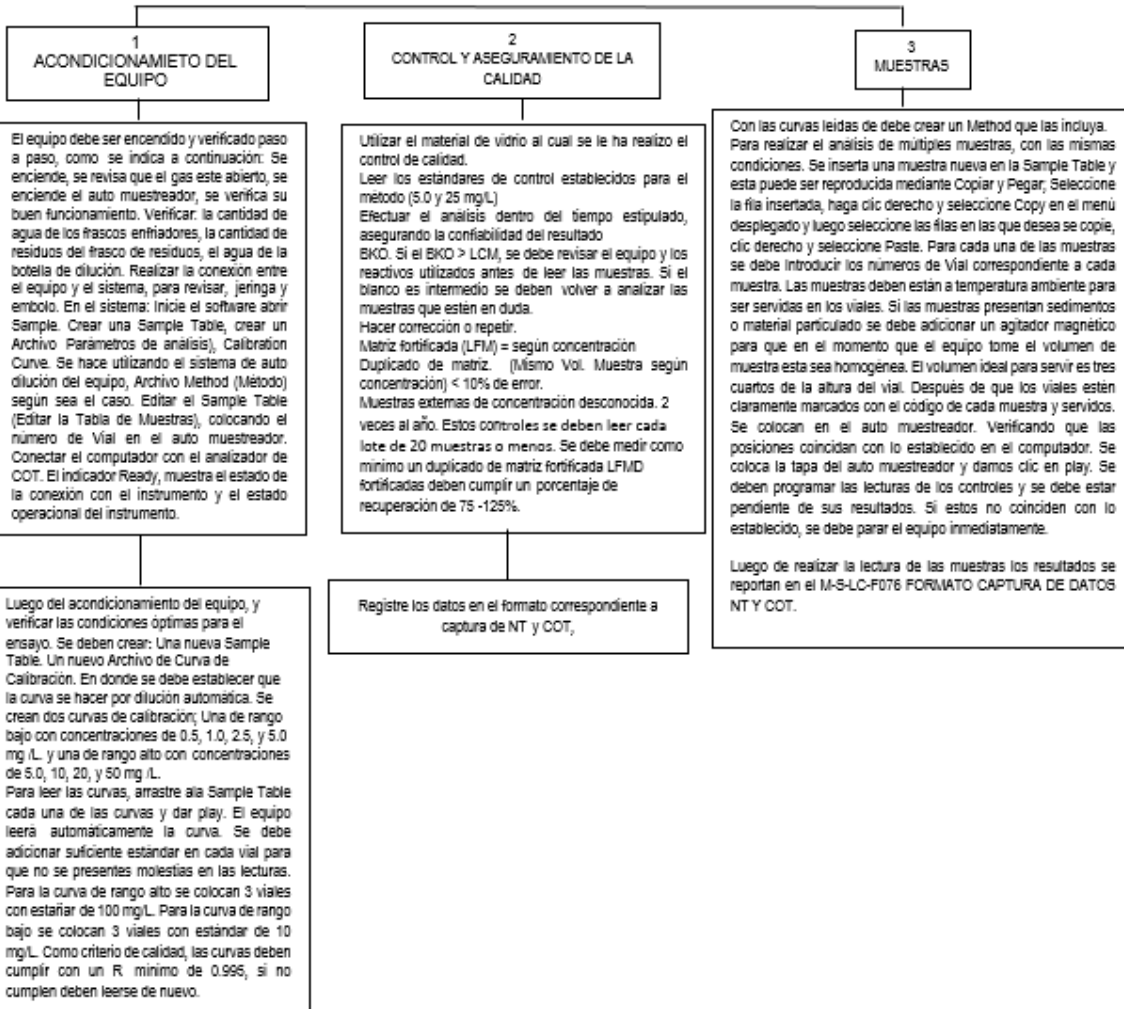 1
ACONDICIONAMIETO DEL
EQUIPO
El equipo debe ser encendido y verificado paso
a paso, como se indica a continuación: Se
enciende, se revisa que el gas este abierto, se
enciende el auto muestreador, se verifica su
buen funcionamiento. Verificar: la cantidad de
agua de los frascos enfriadores, la cantidad de
residuos del frasco de residuos, el agua de la
botella de dilución. Realizar la conexión entre
el equipo y el sistema, para revisar, jeringa y
embolo. En el sistema: Inicie el software abrir
Sample. Crear una Sample Table, crear un
Archivo Parámetros de análisis), Calibration
Curve. Se hace utilizando el sistema de auto
dilución del equipo, Archivo Method (Método)
según sea el caso. Editar el Sample Table
(Editar la Tabla de Muestras), colocando el
número de Vial en el auto muestreador.
Conectar el computador con el analizador de
COT. El indicador Ready, muestra el estado de
la conexión con el instrumento y el estado
operacional del instrumento.
Luego del acondicionamiento del equipo, y
verificar las condiciones óptimas para el
ensayo. Se deben crear: Una nueva Sample
Table. Un nuevo Archivo de Curva de
Calibración. En donde se debe establecer que
la curva se hacer por dilución automática. Se
crean dos curvas de calibración; Una de rango
bajo con concentraciones de 0.5, 1.0, 2.5, y 5.0
mg /L. y una de rango alto con concentraciones
de 5.0, 10, 20, y 50 mg /L.
Para leer las curvas, arrastre ala Sample Table
cada una de las curvas y dar play. El equipo
leerá automáticamente la curva. Se debe
adicionar suficiente estándar en cada vial para
que no se presentes molestias en las lecturas.
Para la curva de rango alto se colocan 3 viales
con estañar de 100 mg/L. Para la curva de rango
bajo se colocan 3 viales con estándar de 10
mg/L. Como criterio de calidad, las curvas deben
cumplir con un R mínimo de 0.995, si no
cumplen deben leerse de nuevo.
2
CONTROL Y ASEGURAMIENTO DE LA
CALIDAD
Utilizar el material de vidrio al cual se le ha realizo el
control de calidad.
Leer los estándares de control establecidos para el
método (5.0 y 25 mg/L)
Efectuar el análisis dentro del tiempo estipulado,
asegurando la confiabilidad del resultado
BKO. Si el BKO > LCM, se debe revisar el equipo y los
reactivos utilizados antes de leer las muestras. Si el
blanco es intermedio se deben volver a analizar las
muestras que estén en duda.
Hacer corrección o repetir.
Matriz fortificada (LFM) = según concentración
Duplicado de matriz. (Mismo Vol. Muestra según
concentración) < 10% de error.
Muestras externas de concentración desconocida. 2
veces al año. Estos controles se deben leer cada
lote de 20 muestras o menos. Se debe medir como
mínimo un duplicado de matriz fortificada LFMD
fortificadas deben cumplir un porcentaje de
recuperación de 75 -125%.
Registre los datos en el formato correspondiente a
captura de NT y COT,
3
MUESTRAS
Con las curvas leidas de debe crear un Method que las incluya.
Para realizar el análisis de múltiples muestras, con las mismas
condiciones. Se inserta una muestra nueva en la Sample Table y
esta puede ser reproducida mediante Copiar y Pegar; Seleccione
la fila insertada, haga clic derecho y seleccione Copy en el menú
desplegado y luego seleccione las filas en las que desea se copie,
clic derecho y seleccione Paste. Para cada una de las muestras
se debe Introducir los números de Vial correspondiente a cada
muestra. Las muestras deben están a temperatura ambiente para
ser servidas en los viales. Si las muestras presentan sedimentos
o material particulado se debe adicionar un agitador magnético
para que en el momento que el equipo tome el volumen de
muestra esta sea homogénea. El volumen ideal para servir es tres
cuartos de la altura del vial. Después de que los viales estén
claramente marcados con el código de cada muestra y servidos.
Se colocan en el auto muestreador. Verificando que las
posiciones coincidan con lo establecido en el computador. Se
coloca la tapa del auto muestreador y damos clic en play. Se
deben programar las lecturas de los controles y se debe estar
pendiente de sus resultados. Si estos no coinciden con lo
establecido, se debe parar el equipo inmediatamente.
Luego de realizar la lectura de las muestras los resultados se
reportan en el M-S-LC-F076 FORMATO CAPTURA DE DATOS
NT Y COT.